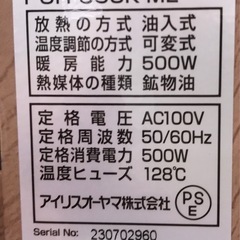 放熱の方式 油入式
温度調節の方式 可変式
暖房能力 500W
熱媒体の種類 鉱物油
定格電圧 AC100V
定格周波数 50/60Hz
定格消費電力 500W
温度ヒューズ 128℃
アイリスオーヤマ株式会社
PS
E
Serial No: 230702960